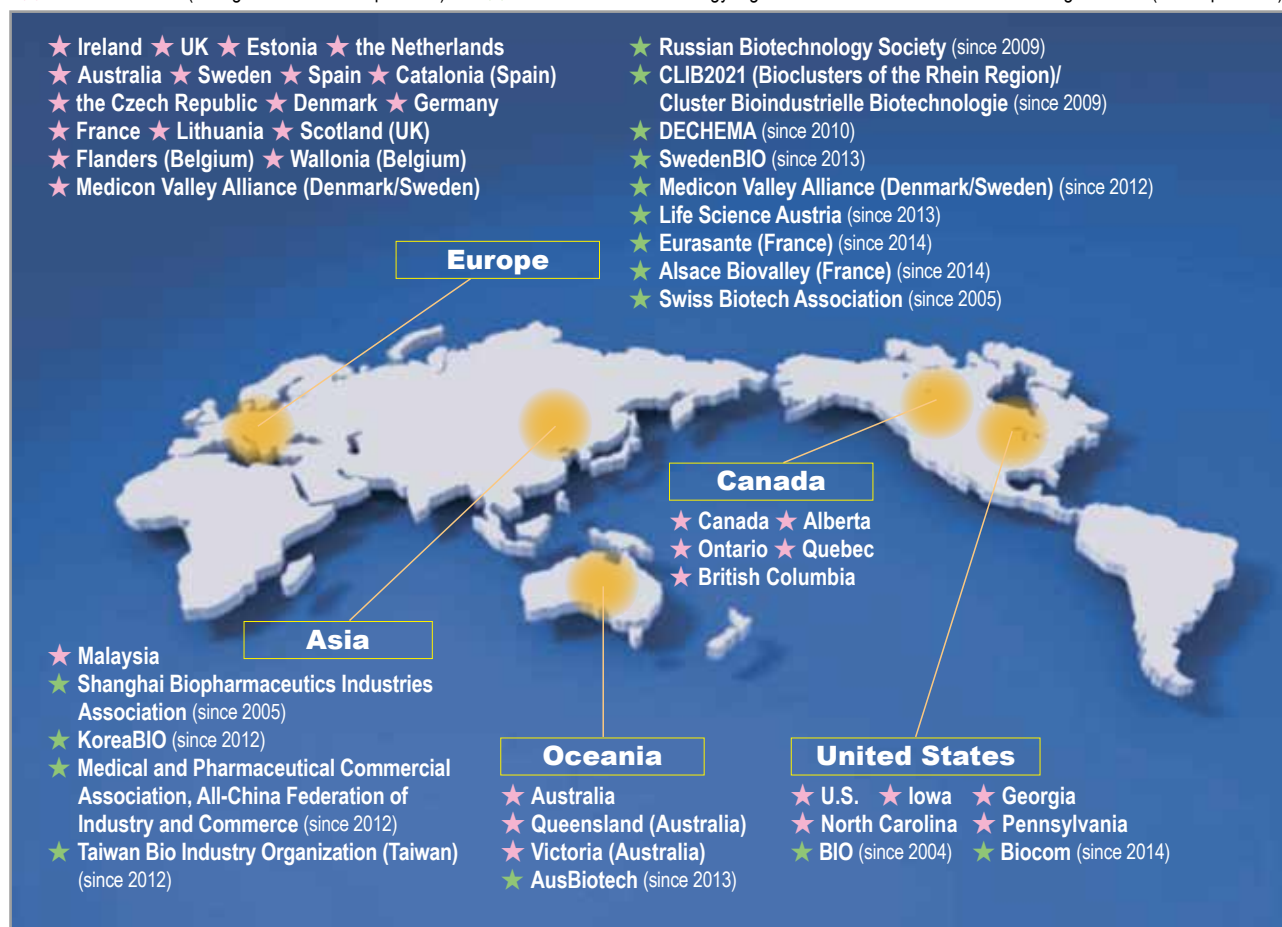 ★ Ireland ★ UK ★ Estonia ★ the Netherlands
★ Australia ★ Sweden ★ Spain ★ Catalonia (Spain)
★ the Czech Republic ★ Denmark ★ Germany
★ France ★ Lithuania ★ Scotland (UK)
★ Flanders (Belgium) ★ Wallonia (Belgium)
★ Medicon Valley Alliance (Denmark/Sweden)
★ Russian Biotechnology Society (since 2009)
★ CLIB2021 (Bioclusters of the Rhein Region)/
Cluster Bioindustrielle Biotechnologie (since 2009)
★ DECHEMA (since 2010)
★ SwedenBIO (since 2013)
★ Medicon Valley Alliance (Denmark/Sweden) (since 2012)
★ Life Science Austria (since 2013)
★ Eurasante (France) (since 2014)
★ Alsace Biovalley (France) (since 2014)
★ Swiss Biotech Association (since 2005)
Europe
Canada
★ Canada ★ Alberta
★ Ontario ★ Quebec
★ British Columbia
Asia
★ Malaysia
★ Shanghai Biopharmaceutics Industries
Association (since 2005)
★ KoreaBIO (since 2012)
★ Medical and Pharmaceutical Commercial
Association, All-China Federation of
Industry and Commerce (since 2012)
★ Taiwan Bio Industry Organization (Taiwan)
(since 2012)
Oceania
★ Australia
★ Queensland (Australia)
★ Victoria (Australia)
★ AusBiotech (since 2013)
United States
★ U.S. ★ Iowa ★ Georgia
★ North Carolina ★ Pennsylvania
★ BIO (since 2004) ★ Biocom (since 2014)